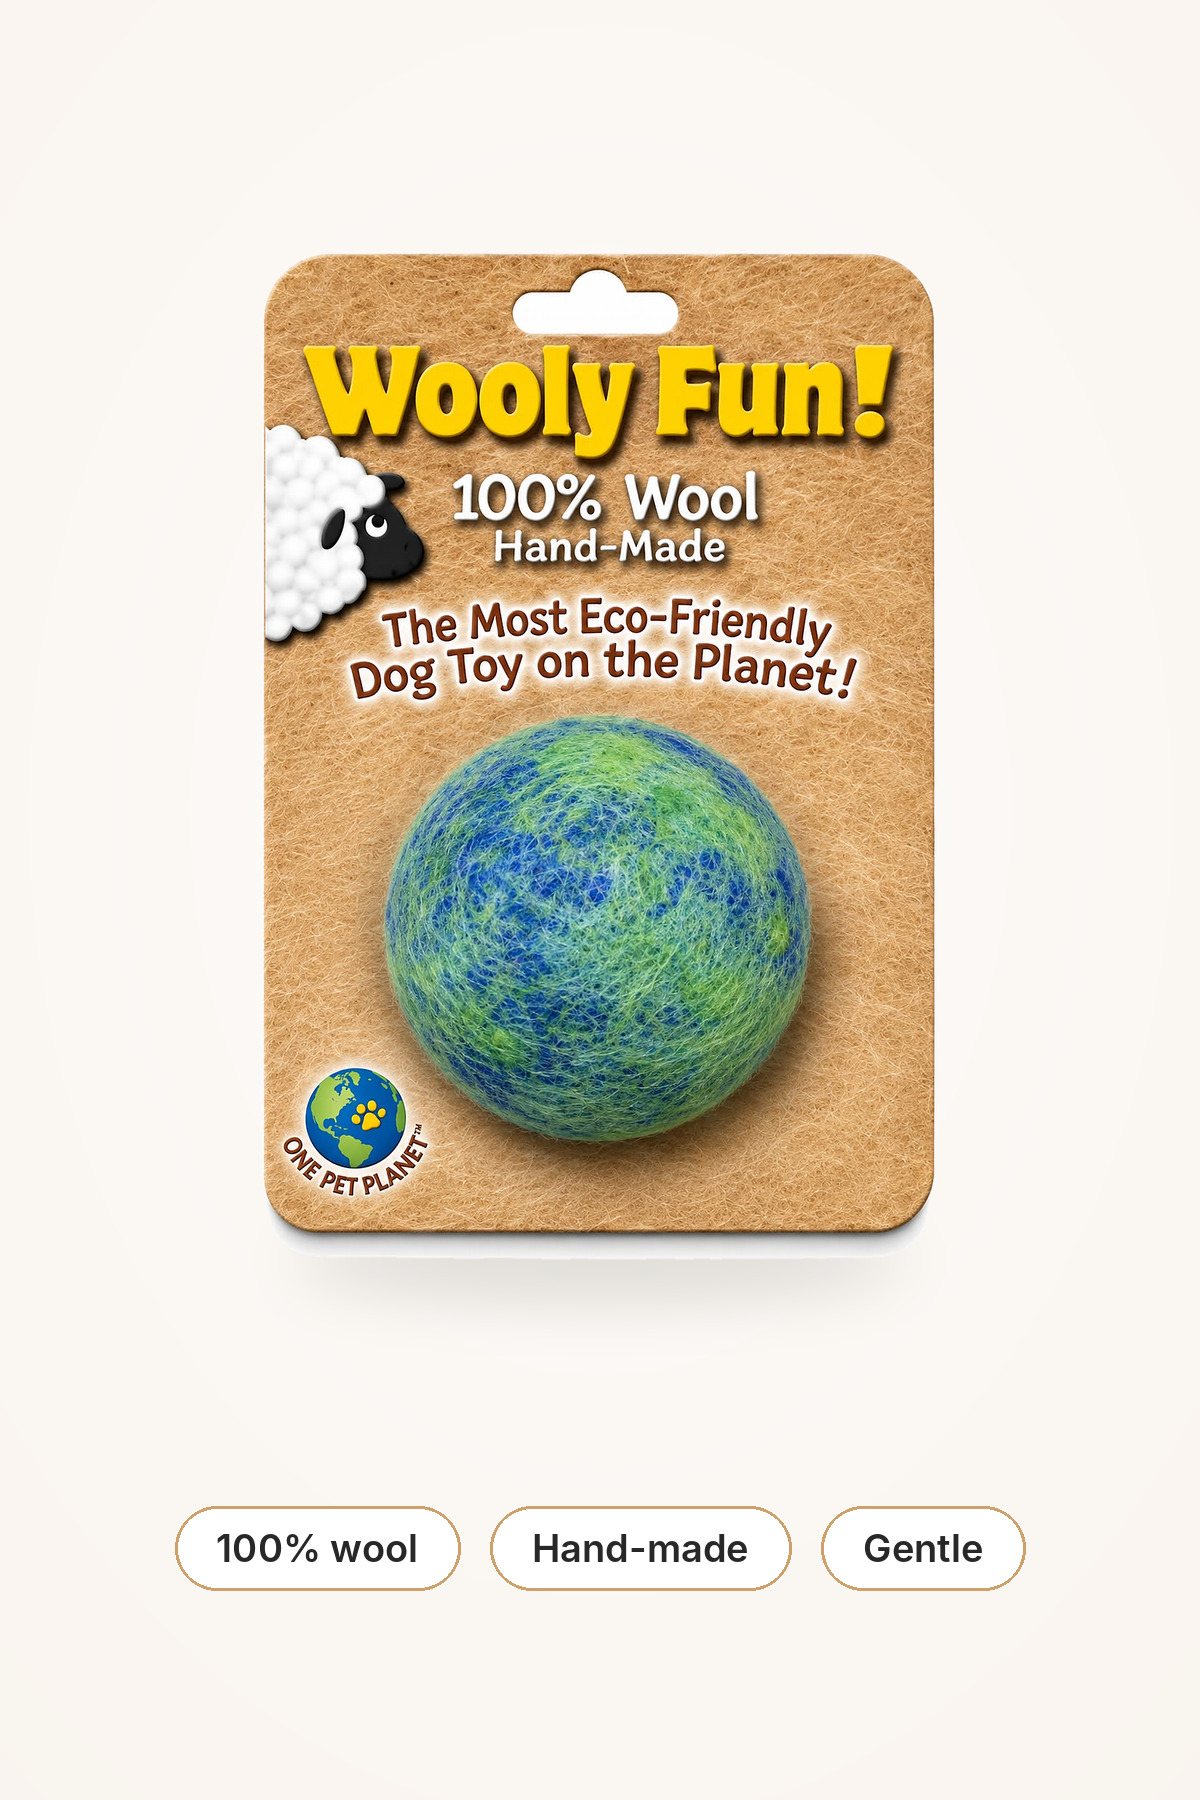 Wooly Fun!
100% Wool
Hand-Made
The Most Eco-Friendly
Dog Toy on the Planet!
ONE PET PLANET™
100% wool
Hand-made
Gentle